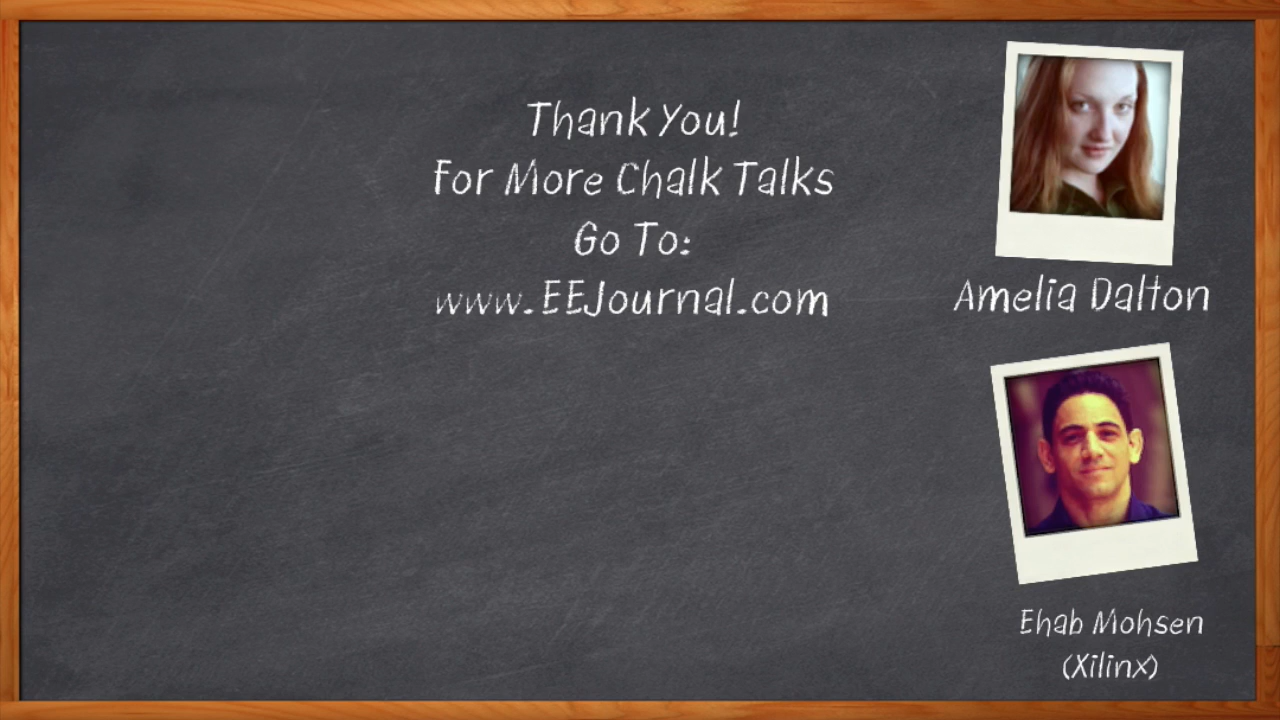 Thank You!
For More Chalk Talks
Go To:
www.EEJournal.com
Amelia Dalton
Ehab Mohsen
(Xilinx)